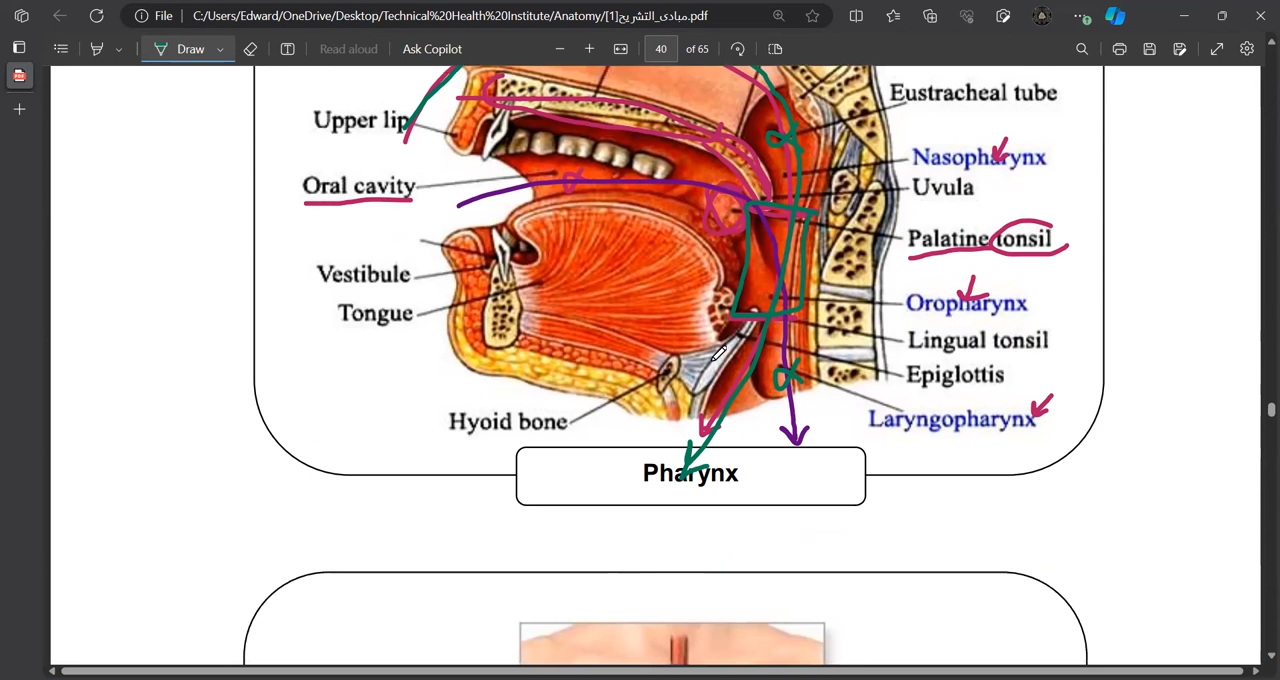 File C:/Users/Edward/OneDrive/Desktop/Technical%20Health%20Institute/Anatomy/[1]مبادى_التشريح.pdf
Draw Read aloud Ask Copilot 40 of 65
Eustracheal tube
Upper lip
Nasopharynx
Oral cavity
Uvula
Palatine tonsil
Vestibule
Tongue
Oropharynx
Lingual tonsil
Epiglottis
Hyoid bone
Laryngopharynx
Pharynx